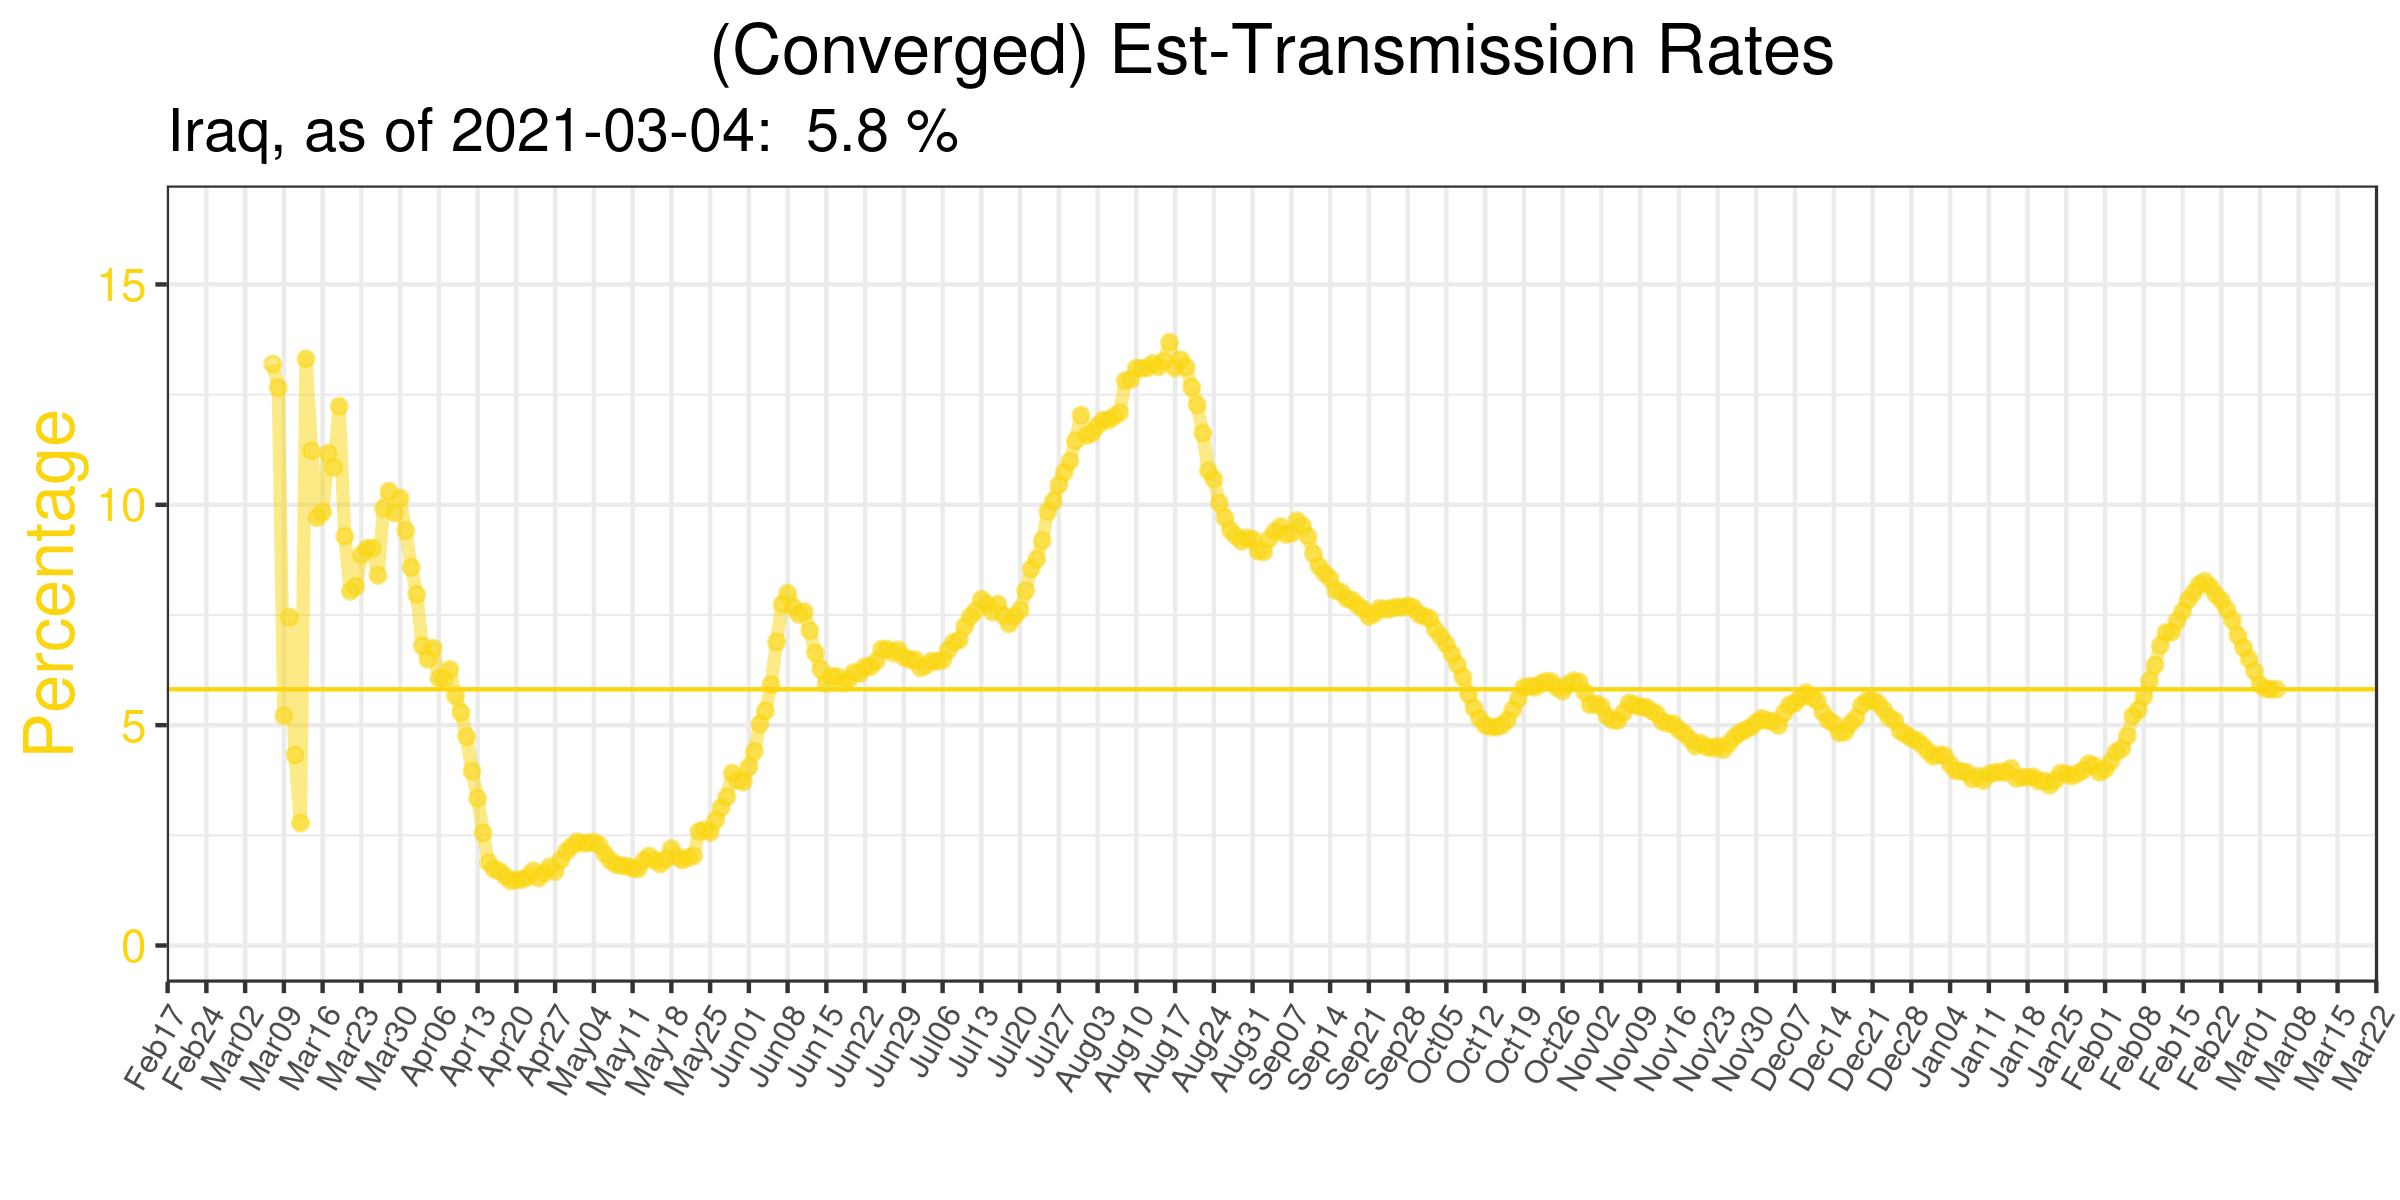 (Converged) Est-Transmission Rates
Iraq, as of 2021-03-04:  5.8 %
Percentage
15
10
5
0
Feb17 Feb24 Mar02 Mar09 Mar16 Mar23 Mar30 Apr06 Apr13 Apr20 Apr27 May04 May11 May18 May25 Jun01 Jun08 Jun15 Jun22 Jun29 Jul06 Jul13 Jul20 Jul27 Aug03 Aug10 Aug17 Aug24 Aug31 Sep07 Sep14 Sep21 Sep28 Oct05 Oct12 Oct19 Oct26 Nov02 Nov09 Nov16 Nov23 Nov30 Dec07 Dec14 Dec21 Dec28 Jan04 Jan11 Jan18 Jan25 Feb01 Feb08 Feb15 Feb22 Mar01 Mar08 Mar15 Mar22